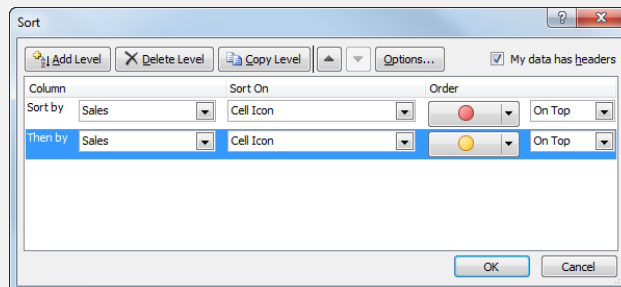 Sort
Add Level Delete Level Copy Level Options... My data has headers
Column Sort On Order
Sort by Sales Cell Icon On Top
Then by Sales Cell Icon On Top
OK Cancel